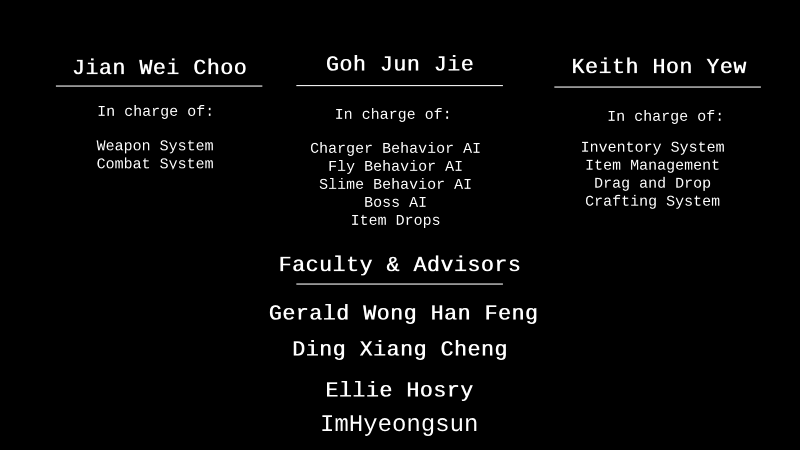 Jian Wei Choo
In charge of:
Weapon System
Combat System
Goh Jun Jie
In charge of:
Charger Behavior AI
Fly Behavior AI
Slime Behavior AI
Boss AI
Item Drops
Keith Hon Yew
In charge of:
Inventory System
Item Management
Drag and Drop
Crafting System
Faculty & Advisors
Gerald Wong Han Feng
Ding Xiang Cheng
Ellie Hosry
ImHyeongsun